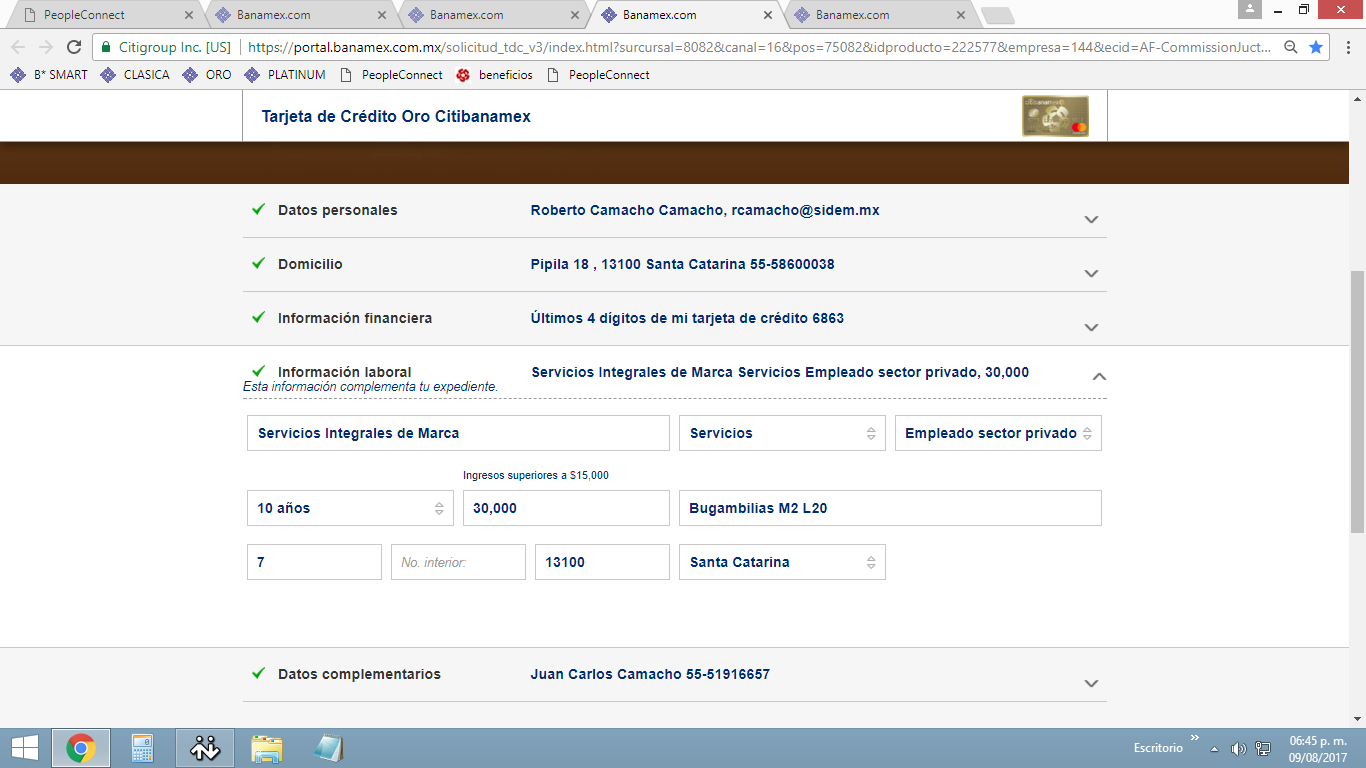 PeopleConnect
Banamex.com
Banamex.com
Banamex.com
Banamex.com
Citigroup Inc. [US] https://portal.banamex.com.mx/solicitud_tdc_v3/index.html?surcursal=8082&canal=16&pos=75082&idproducto=222577&empresa=144&ecid=AF-CommissionJuct...
B* SMART CLASICA ORO PLATINUM PeopleConnect beneficios PeopleConnect
Tarjeta de Crédito Oro Citibanamex
Datos personales Roberto Camacho Camacho, rcamacho@sidem.mx
Domicilio Pipila 18 , 13100 Santa Catarina 55-58600038
Información financiera Últimos 4 dígitos de mi tarjeta de crédito 6863
Información laboral Servicios Integrales de Marca Servicios Empleado sector privado, 30,000
Esta información complementa tu expediente.
Servicios Integrales de Marca Servicios Empleado sector privado
Ingresos superiores a $15,000
10 años 30,000 Bugambilias M2 L20
7 No. interior: 13100 Santa Catarina
Datos complementarios Juan Carlos Camacho 55-51916657
Escritorio
06:45 p. m.
09/08/2017